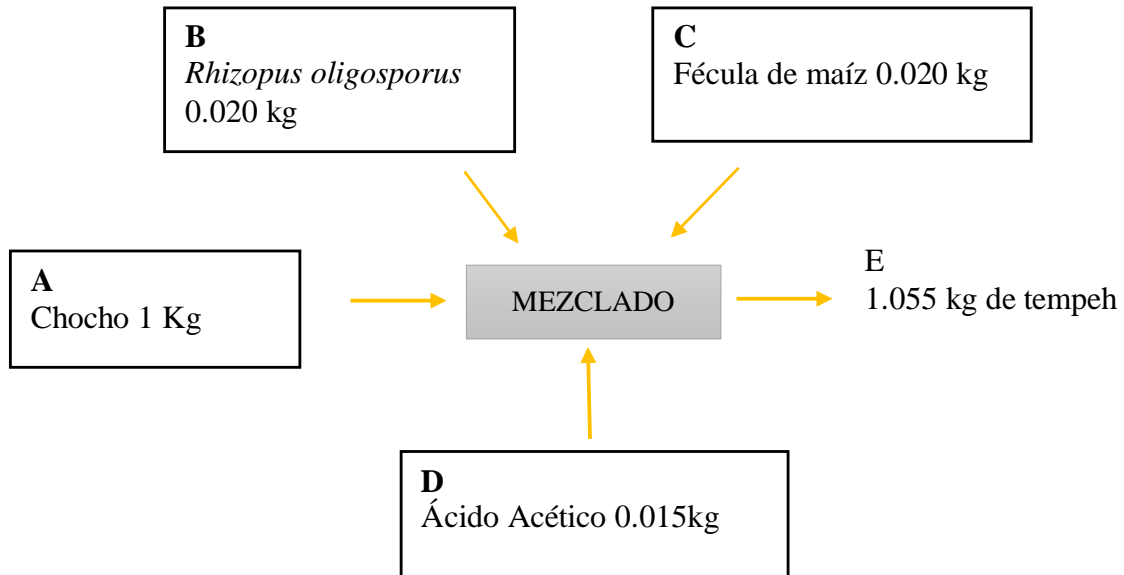 B
Rhizopus oligosporus
0.020 kg
C
Fécula de maíz 0.020 kg
A
Chocho 1 Kg
MEZCLADO
E
1.055 kg de tempeh
D
Ácido Acético 0.015kg